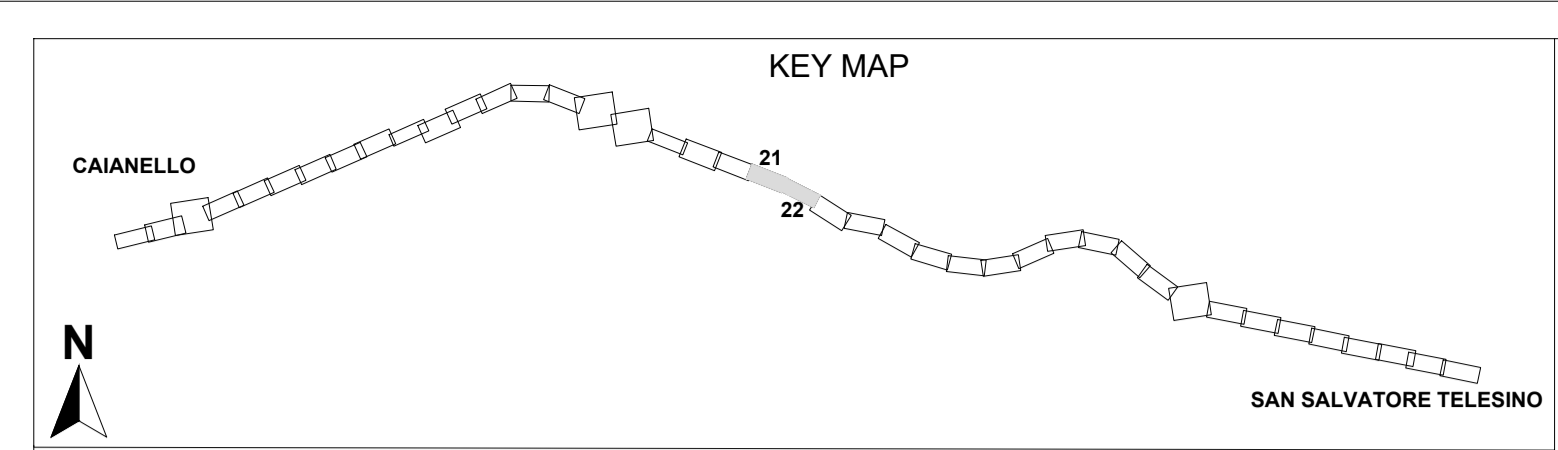 KEY MAP
CAIANELLO
21
22
N
SAN SALVATORE TELESINO